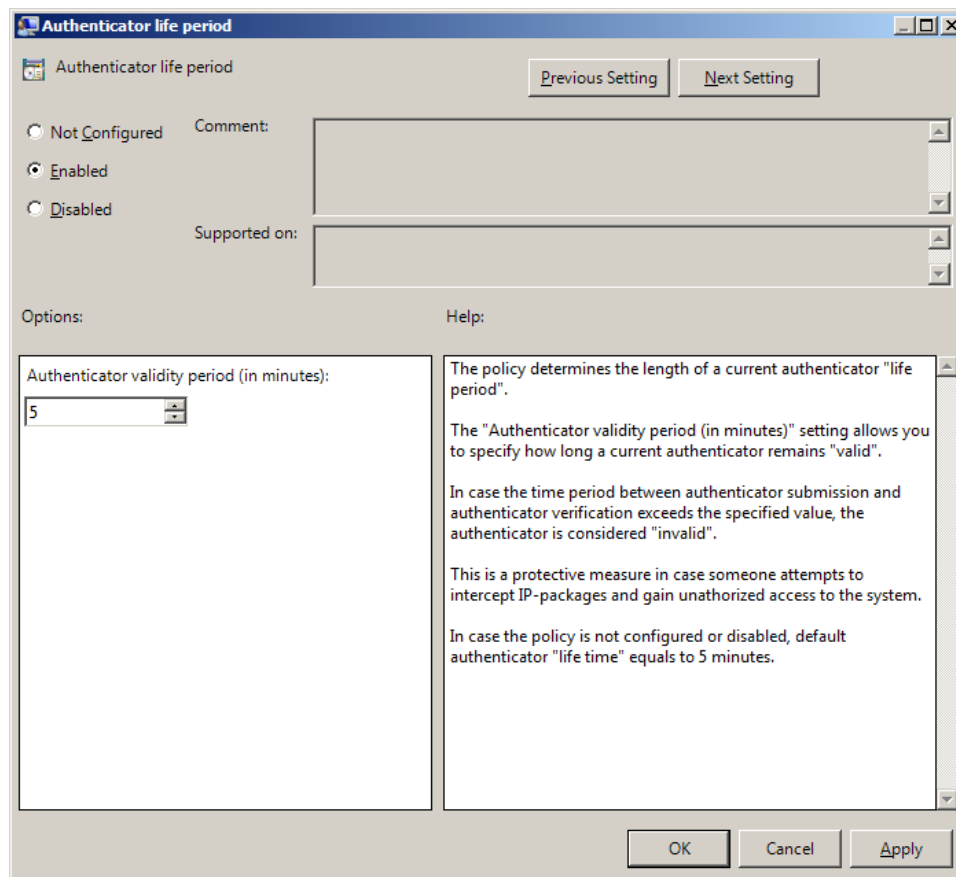 Authenticator life period
Authenticator life period
Previous Setting
Next Setting
Not Configured
Comment:
Enabled
Disabled
Supported on:
Options:
Help:
Authenticator validity period (in minutes):
5
The policy determines the length of a current authenticator "life
period".
The "Authenticator validity period (in minutes)" setting allows you
to specify how long a current authenticator remains "valid".
In case the time period between authenticator submission and
authenticator verification exceeds the specified value, the
authenticator is considered "invalid".
This is a protective measure in case someone attempts to
intercept IP-packages and gain unathorized access to the system.
In case the policy is not configured or disabled, default
authenticator "life time" equals to 5 minutes.
OK
Cancel
Apply